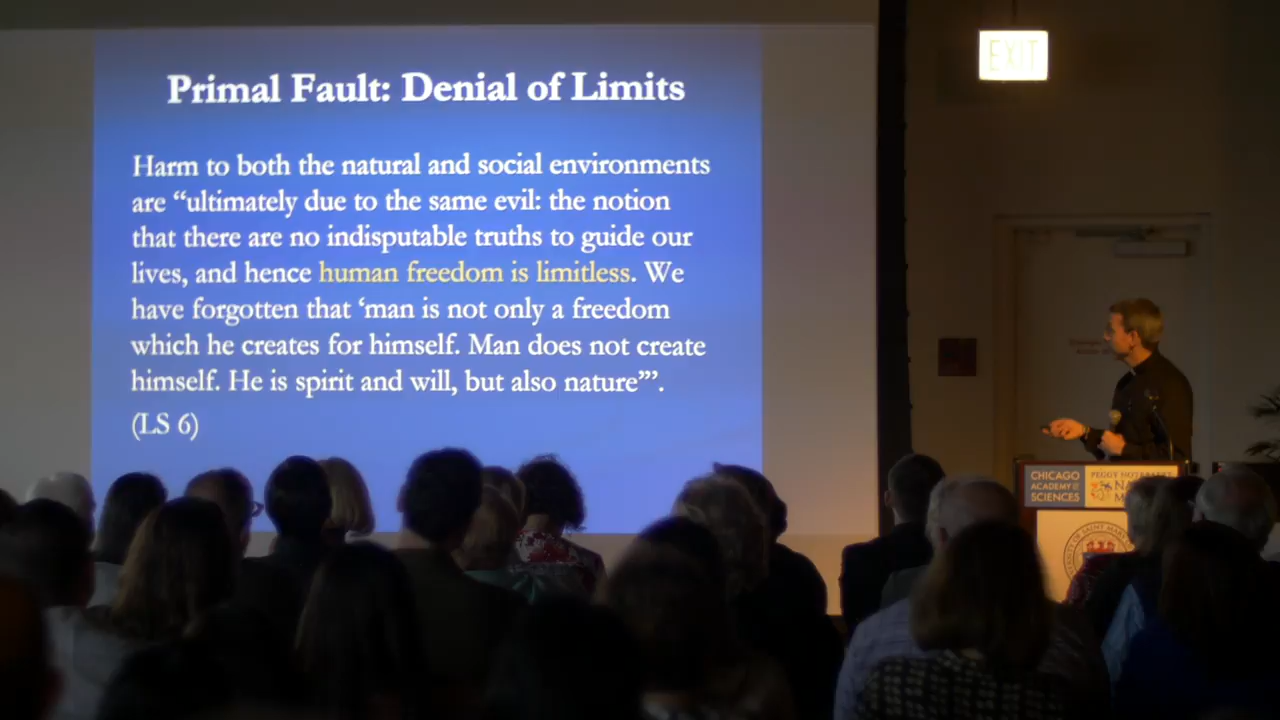 Primal Fault: Denial of Limits
Harm to both the natural and social environments
are “ultimately due to the same evil: the notion
that there are no indisputable truths to guide our
lives, and hence human freedom is limitless. We
have forgotten that ‘man is not only a freedom
which he creates for himself. Man does not create
himself. He is spirit and will, but also nature”’.
(LS 6)
EXIT
CHICAGO
ACADEMY
SCIENCES
PEGGY
OF SAINT